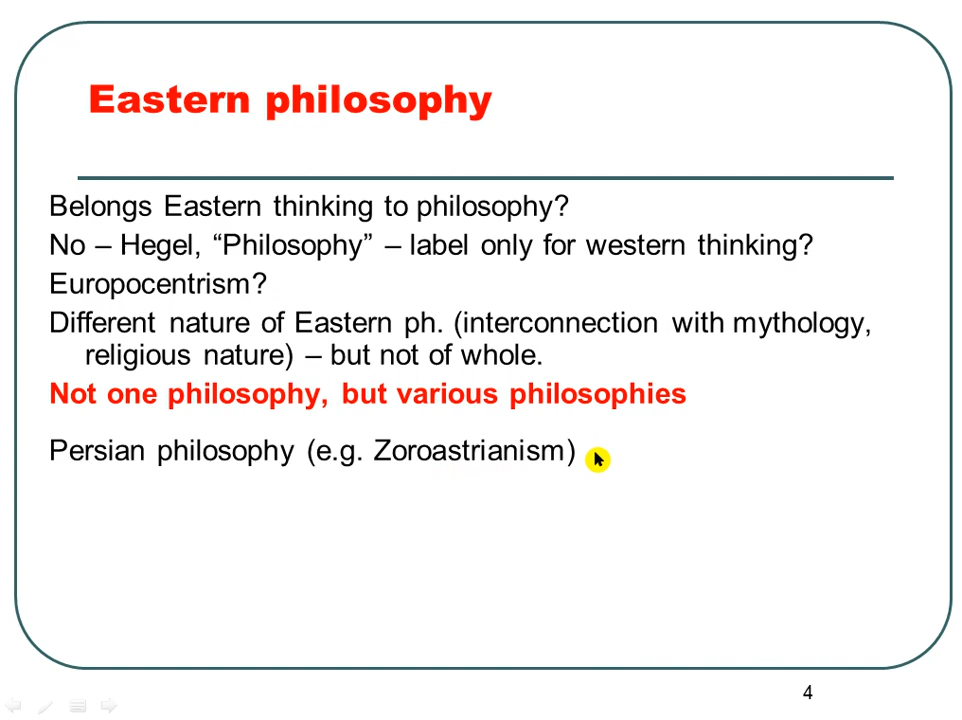 Eastern philosophy
Belongs Eastern thinking to philosophy?
No – Hegel, “Philosophy” – label only for western thinking?
Europocentrism?
Different nature of Eastern ph. (interconnection with mythology,
religious nature) – but not of whole.
Not one philosophy, but various philosophies
Persian philosophy (e.g. Zoroastrianism)
4